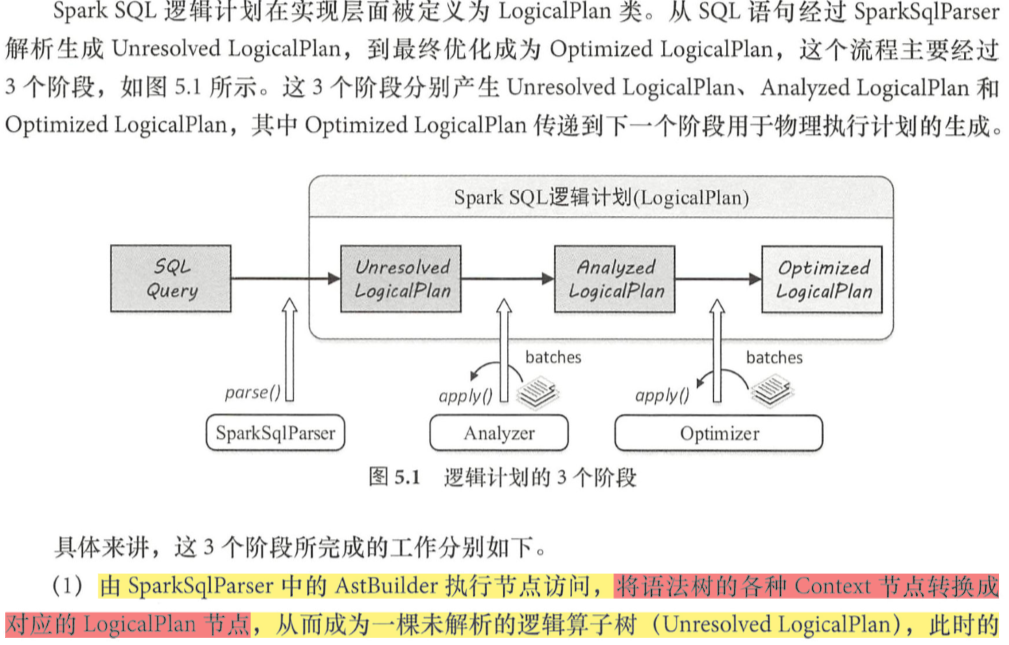 Spark SQL 逻辑计划在实现层面被定义为 LogicalPlan 类。从 SQL 语句经过 SparkSqlParser
解析生成 Unresolved LogicalPlan，到最终优化成为 Optimized LogicalPlan，这个流程主要经过
3 个阶段，如图 5.1 所示。这 3 个阶段分别产生 Unresolved LogicalPlan、Analyzed LogicalPlan 和
Optimized LogicalPlan，其中 Optimized LogicalPlan 传递到下一个阶段用于物理执行计划的生成。
Spark SQL逻辑计划(LogicalPlan)
SQL
Query
Unresolved
LogicalPlan
Analyzed
LogicalPlan
Optimized
LogicalPlan
parse()
apply()
batches
apply()
batches
SparkSqlParser
Analyzer
Optimizer
图 5.1 逻辑计划的 3 个阶段
具体来讲，这 3 个阶段所完成的工作分别如下。
（1）由 SparkSqlParser 中的 AstBuilder 执行节点访问，将语法树的各种 Context 节点转换成
对应的 LogicalPlan 节点，从而成为一棵未解析的逻辑算子树（Unresolved LogicalPlan），此时的